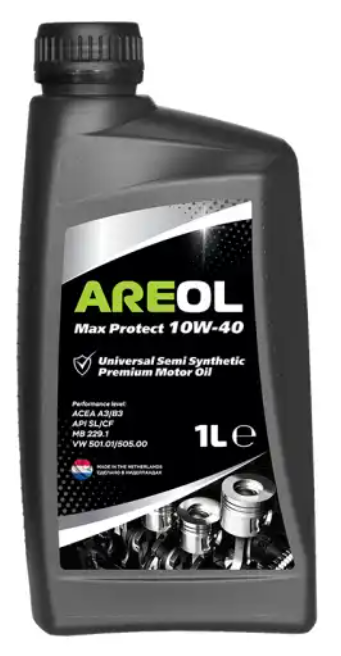 AREOL
Max Protect 10W-40
Universal Semi Synthetic
Premium Motor Oil
Performance level:
ACEA A3/B3
API SL/CF
MB 229.1
VW 501.01/505.00
1L ℮
MADE IN THE NETHERLANDS
СДЕЛАНО В НИДЕРЛАНДАХ